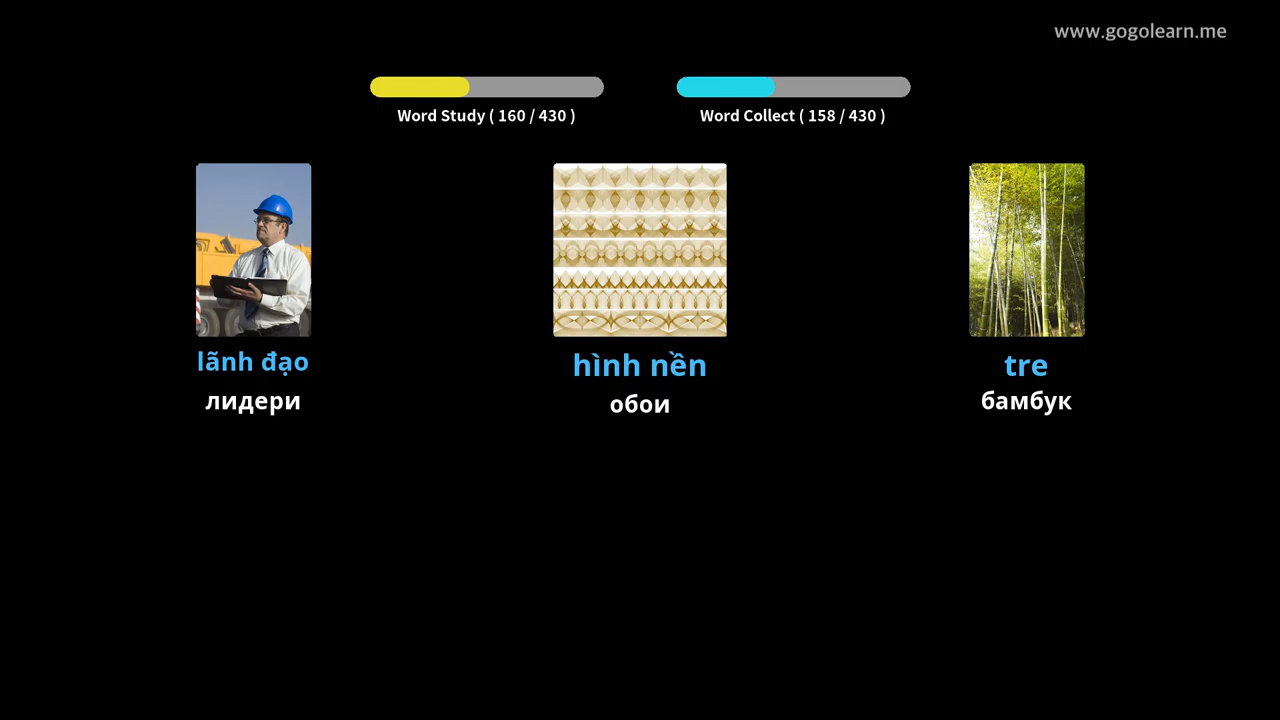 www.gogolearn.me
Word Study ( 160 / 430 )
Word Collect ( 158 / 430 )
lãnh đạo
лидери
hình nền
обои
tre
бамбук